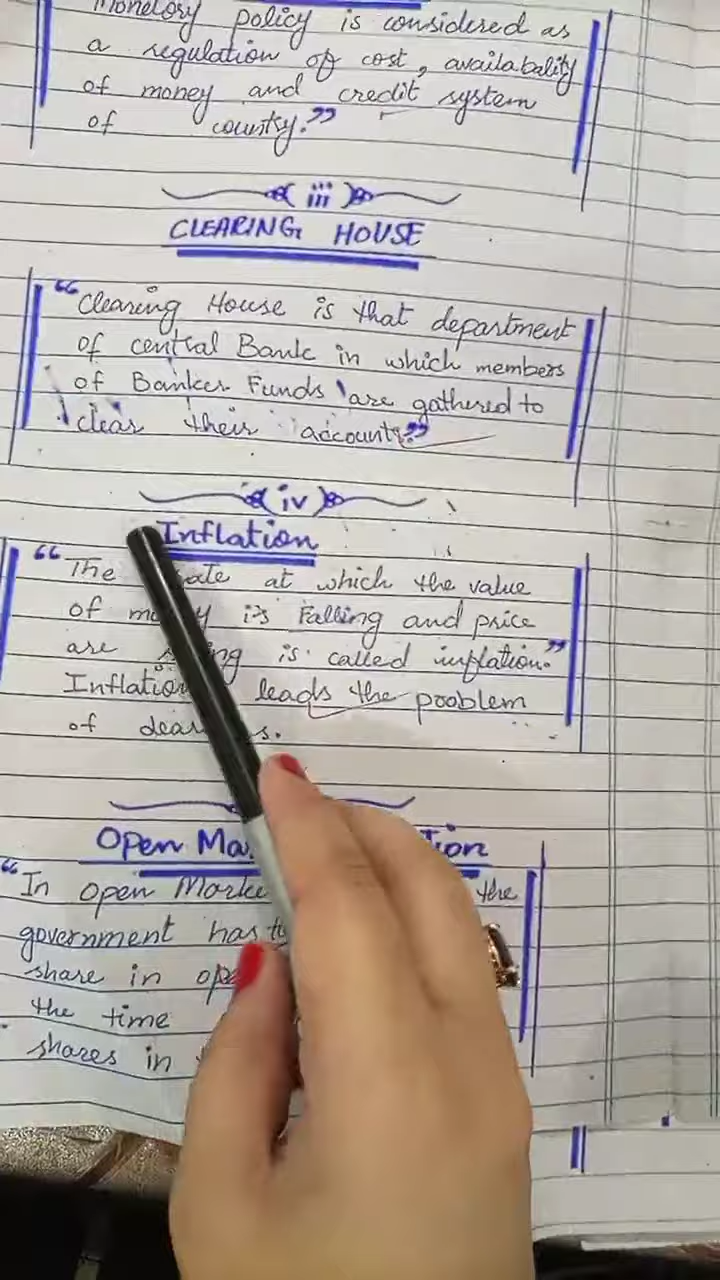 Monetory policy is considered as
a regulation of cost, availabality
of money and credit system
of country."
iii
CLEARING HOUSE
"Clearing House is that department
of central Bank in which members
of Banker Funds are gathered to
clear their accounts."
iv
Inflation
"The at which the value
of is Falling and price
are is called inflation."
Inflation leads the problem
of
Open
"In Open the
government has
share in
the time
shares in